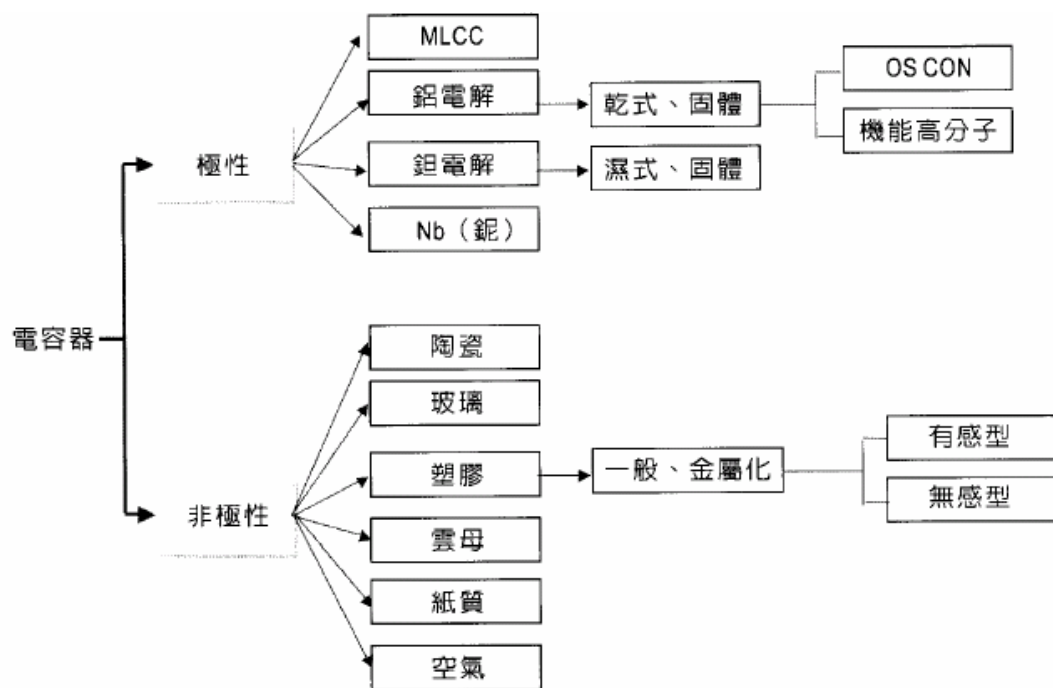 電容器
極性
MLCC
鋁電解
乾式、固體
OS CON
機能高分子
鉭電解
濕式、固體
Nb（鈮）
非極性
陶瓷
玻璃
塑膠
一般、金屬化
有感型
無感型
雲母
紙質
空氣